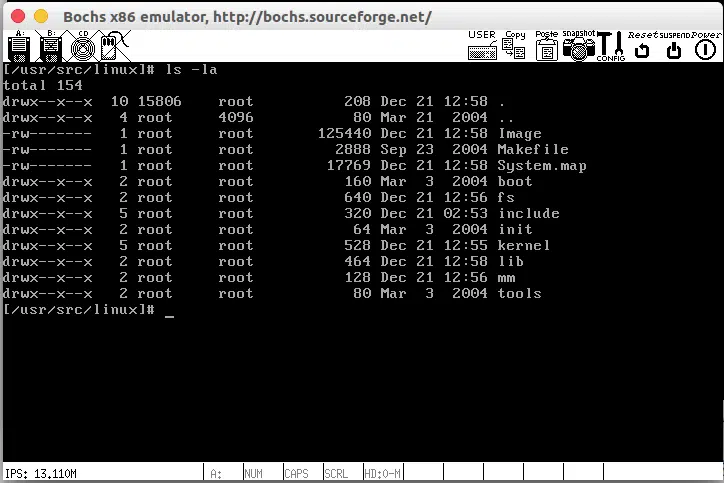 Bochs x86 emulator, http://bochs.sourceforge.net/
A: B: CD USER Copy Paste snapshot CONFIG Reset SUSPEND Power
[/usr/src/linux]# ls -la
total 154
drwx--x--x 10 15806 root 208 Dec 21 12:58 .
drwx--x--x 4 root 4096 80 Mar 21 2004 ..
-rw------- 1 root root 125440 Dec 21 12:58 Image
-rw------- 1 root root 2888 Sep 23 2004 Makefile
-rw------- 1 root root 17769 Dec 21 12:58 System.map
drwx--x--x 2 root root 160 Mar 3 2004 boot
drwx--x--x 2 root root 640 Dec 21 12:56 fs
drwx--x--x 5 root root 320 Dec 21 02:53 include
drwx--x--x 2 root root 64 Mar 3 2004 init
drwx--x--x 5 root root 528 Dec 21 12:55 kernel
drwx--x--x 2 root root 464 Dec 21 12:58 lib
drwx--x--x 2 root root 128 Dec 21 12:56 mm
drwx--x--x 2 root root 80 Mar 3 2004 tools
[/usr/src/linux]# _
IPS: 13.110M A: NUM CAPS SCRL HD:0-M